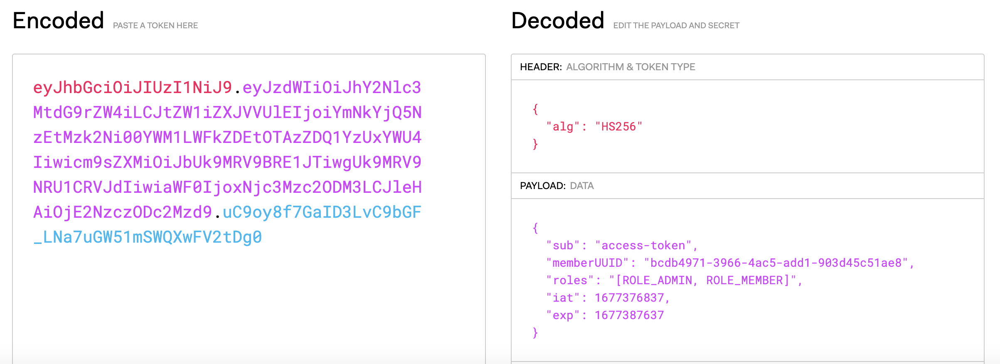 Encoded PASTE A TOKEN HERE
eyJhbGciOiJIUzI1NiJ9.eyJzdWIiOiJhY2Nlc3
MtdG9rZW4iLCJtZW1iZXJVVUlEIjoiYmNkYjQ5N
zEtMzk2Ni00YWM1LWFkZDEtOTAzZDQ1YzUxYWU4
Iiwicm9sZXMiOiJbUk9MRV9BRE1JTiwgUk9MRV9
NRU1CRVJdIiwiaWF0IjoxNjc3Mzc2ODM3LCJleH
AiOjE2NzczODc2Mzd9.uC9oy8f7GaID3LvC9bGF
_LNa7uGW51mSWQXwFV2tDg0
Decoded EDIT THE PAYLOAD AND SECRET
HEADER: ALGORITHM & TOKEN TYPE
{
"alg": "HS256"
}
PAYLOAD: DATA
{
"sub": "access-token",
"memberUUID": "bcdb4971-3966-4ac5-add1-903d45c51ae8",
"roles": "[ROLE_ADMIN, ROLE_MEMBER]",
"iat": 1677376837,
"exp": 1677387637
}